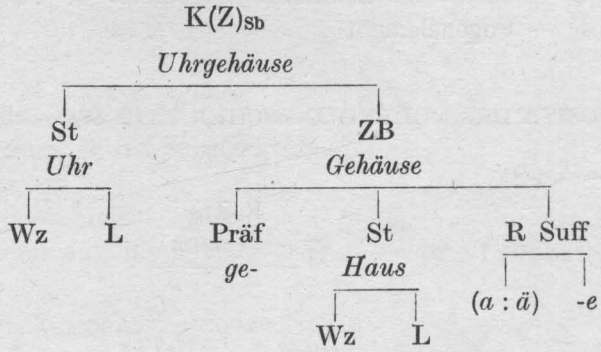 K(Z)Sb
Uhrgehäuse
St ZB
Uhr Gehäuse
Wz L Präf St R Suff
ge- Haus
(a : ä) -e
Wz L